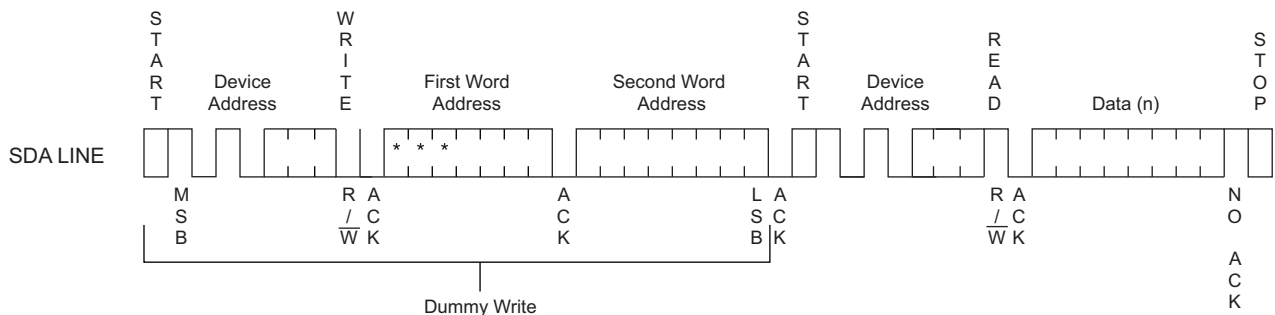 START
WRITE
START
READ
STOP
Device
Address
First Word
Address
Second Word
Address
Device
Address
Data (n)
SDA LINE
* * *
MSB
R/W
ACK
ACK
LSB
ACK
R/W
ACK
NO ACK
Dummy Write